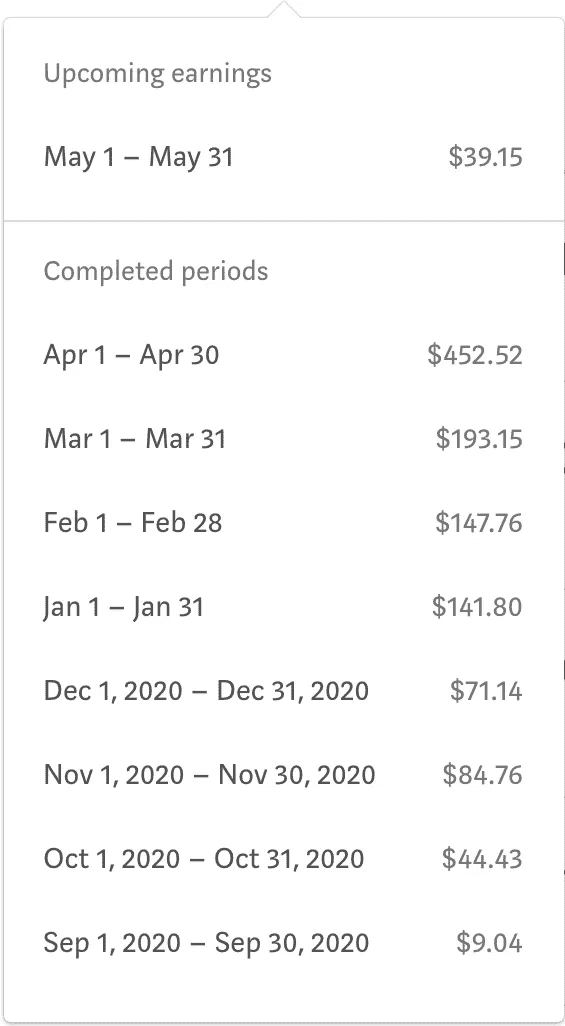 Upcoming earnings
May 1 – May 31 $39.15
Completed periods
Apr 1 – Apr 30 $452.52
Mar 1 – Mar 31 $193.15
Feb 1 – Feb 28 $147.76
Jan 1 – Jan 31 $141.80
Dec 1, 2020 – Dec 31, 2020 $71.14
Nov 1, 2020 – Nov 30, 2020 $84.76
Oct 1, 2020 – Oct 31, 2020 $44.43
Sep 1, 2020 – Sep 30, 2020 $9.04